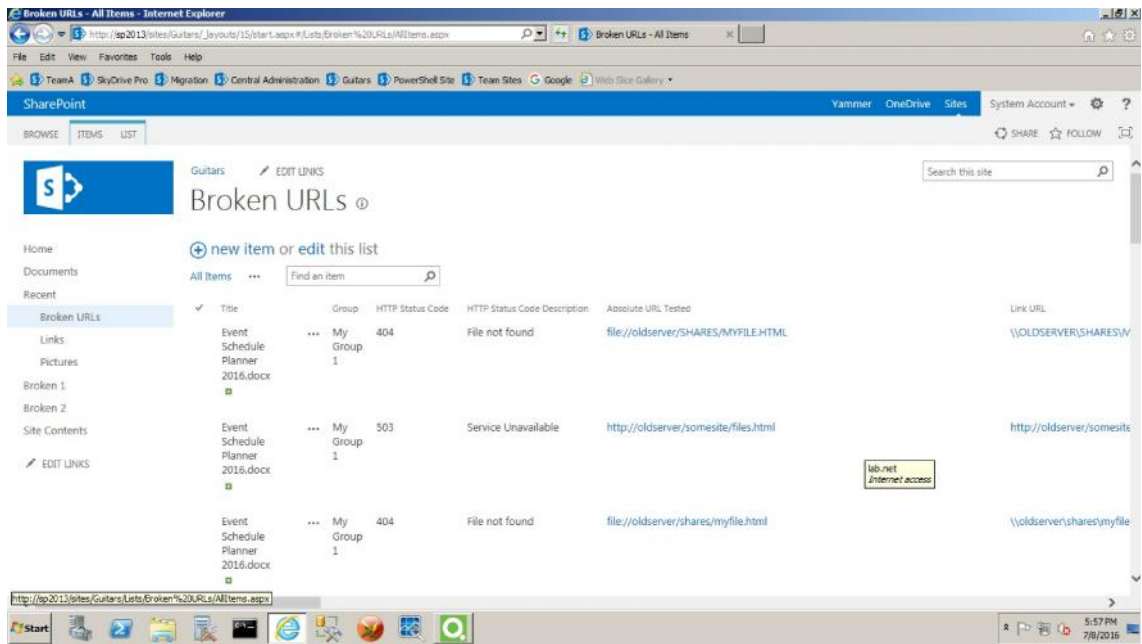 Broken URLs - All Items - Internet Explorer
http://sp2013/sites/Guitars/_layouts/15/start.aspx#/Lists/Broken%20URLs/AllItems.aspx
Broken URLs - All Items
File Edit View Favorites Tools Help
TeamA SkyDrive Pro Migration Central Administration Guitars PowerShell Site Team Sites Google Web Slice Gallery
SharePoint Yammer OneDrive Sites System Account ?
BROWSE ITEMS LIST SHARE FOLLOW
Guitars EDIT LINKS Search this site
Broken URLs
Home
Documents
Recent
Broken URLs
Links
Pictures
Broken 1
Broken 2
Site Contents
EDIT LINKS
new item or edit this list
All Items ... Find an item
Title Group HTTP Status Code HTTP Status Code Description Absolute URL Tested Link URL
Event ... My 404 File not found file://oldserver/SHARES/MYFILE.HTML \\OLDSERVER\SHARES\M
Schedule Group
Planner 1
2016.docx
Event ... My 503 Service Unavailable http://oldserver/somesite/files.html http://oldserver/somesite
Schedule Group
Planner 1
2016.docx
lab.net
Internet access
Event ... My 404 File not found file://oldserver/shares/myfile.html \\oldserver\shares\myfile
Schedule Group
Planner 1
2016.docx
http://sp2013/sites/Guitars/Lists/Broken%20URLs/AllItems.aspx
Start 5:57 PM
7/8/2016